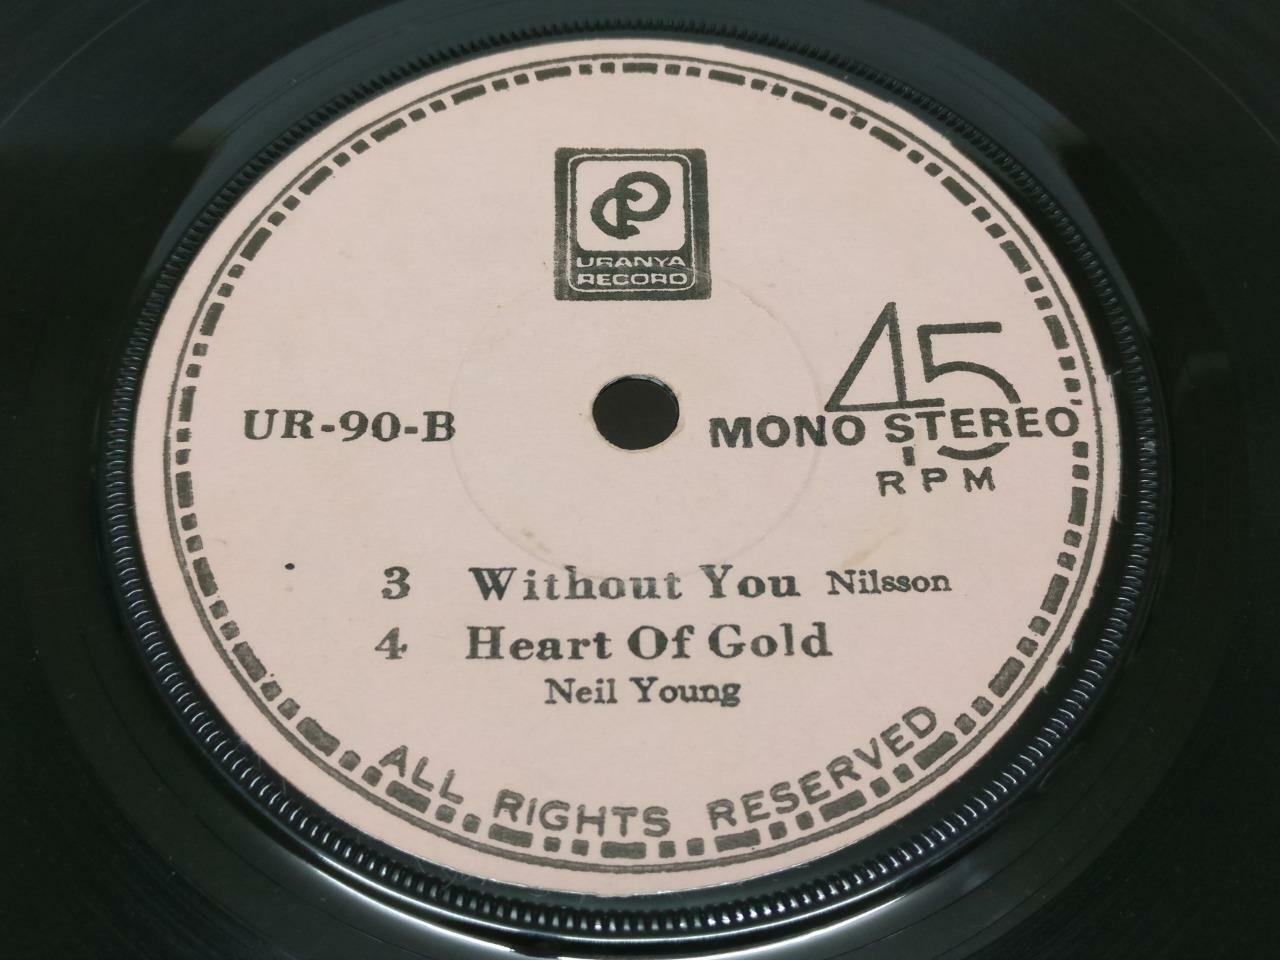 URANYA
RECORD
45
MONO STEREO
RPM
UR-90-B
3 Without You Nilsson
4 Heart Of Gold
Neil Young
ALL RIGHTS RESERVED